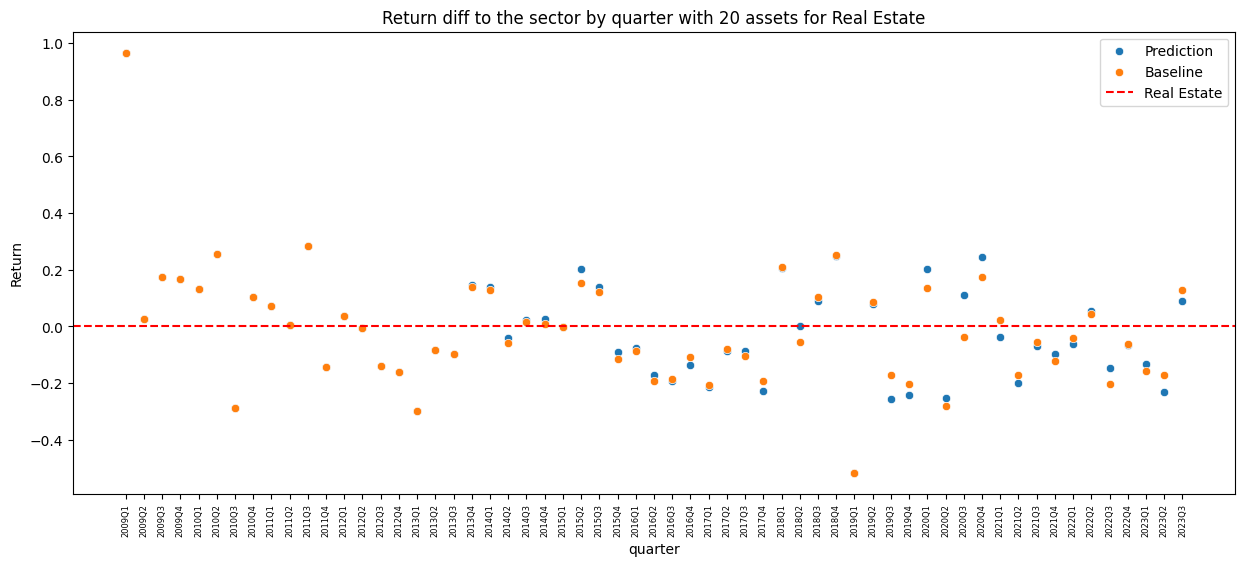 Return diff to the sector by quarter with 20 assets for Real Estate
Prediction
Baseline
Real Estate
Return
1.0
0.8
0.6
0.4
0.2
0.0
−0.2
−0.4
2009Q1
2009Q2
2009Q3
2009Q4
2010Q1
2010Q2
2010Q3
2010Q4
2011Q1
2011Q2
2011Q3
2011Q4
2012Q1
2012Q2
2012Q3
2012Q4
2013Q1
2013Q2
2013Q3
2013Q4
2014Q1
2014Q2
2014Q3
2014Q4
2015Q1
2015Q2
2015Q3
2015Q4
2016Q1
2016Q2
2016Q3
2016Q4
2017Q1
2017Q2
2017Q3
2017Q4
2018Q1
2018Q2
2018Q3
2018Q4
2019Q1
2019Q2
2019Q3
2019Q4
2020Q1
2020Q2
2020Q3
2020Q4
2021Q1
2021Q2
2021Q3
2021Q4
2022Q1
2022Q2
2022Q3
2022Q4
2023Q1
2023Q2
2023Q3
quarter